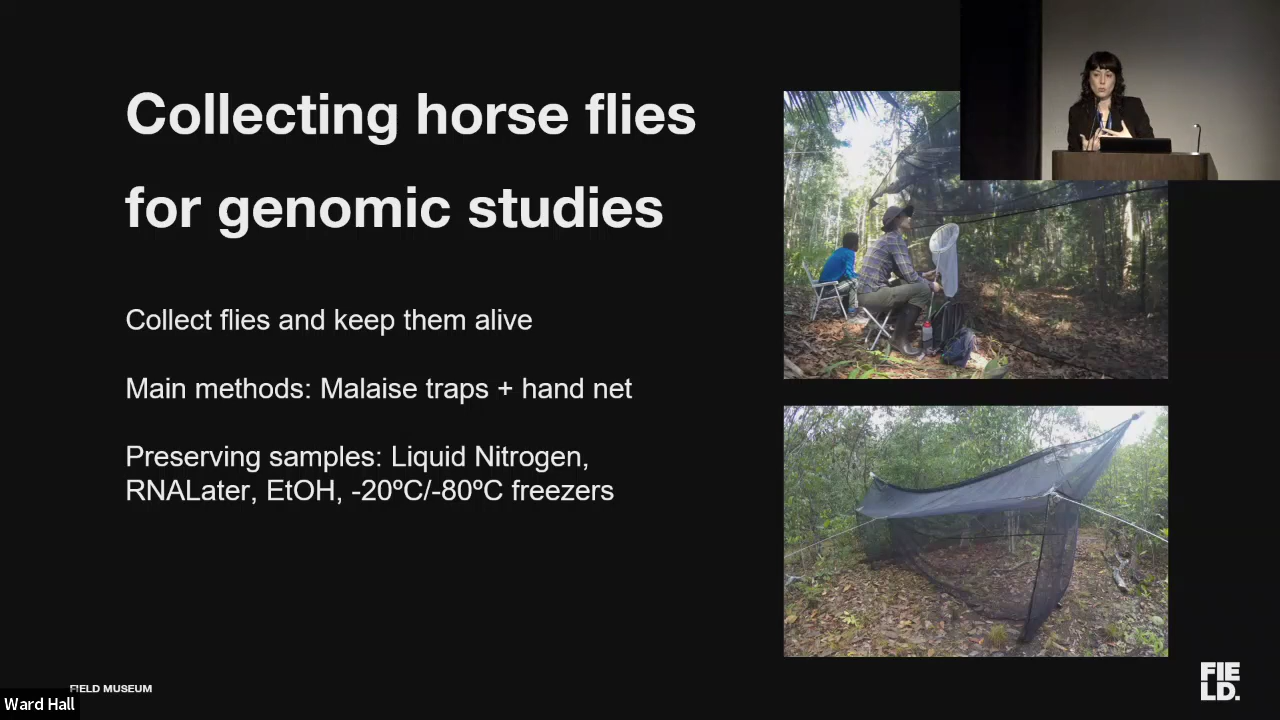 Collecting horse flies
for genomic studies
Collect flies and keep them alive
Main methods: Malaise traps + hand net
Preserving samples: Liquid Nitrogen,
RNALater, EtOH, -20ºC/-80ºC freezers
FIELD MUSEUM
Ward Hall
FIE
LD.